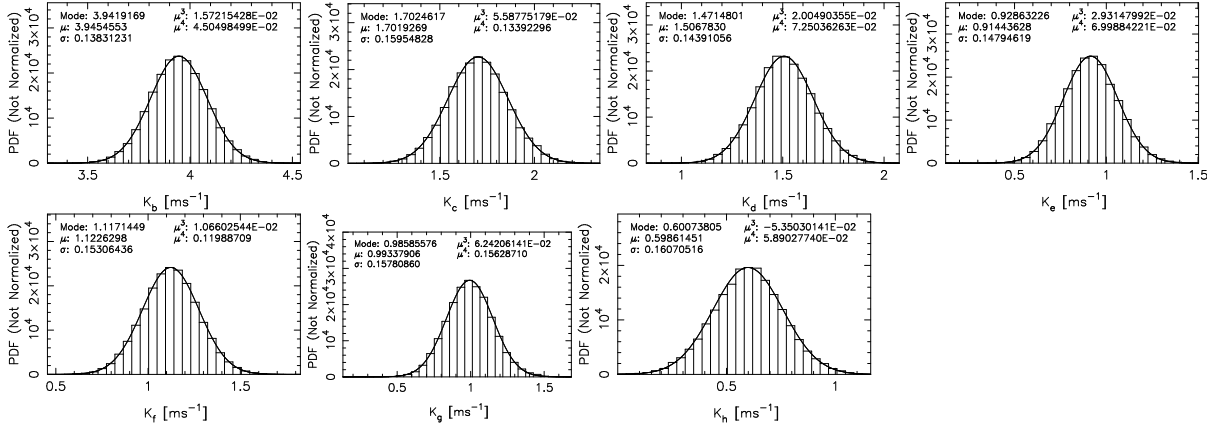 Mode: 3.9419169 μ³: 1.57215428E−02
μ: 3.9454553 μ⁴: 4.50498499E−02
σ: 0.13831231
PDF (Not Normalized)
0 10⁴ 2×10⁴ 3×10⁴
3.5 4 4.5
K_b [ms⁻¹]
Mode: 1.7024617 μ³: 5.58775179E−02
μ: 1.7019269 μ⁴: 0.13392296
σ: 0.15954828
PDF (Not Normalized)
0 10⁴ 2×10⁴ 3×10⁴
1.5 2
K_c [ms⁻¹]
Mode: 1.4714801 μ³: 2.00490355E−02
μ: 1.5067830 μ⁴: 7.25036263E−02
σ: 0.14391056
PDF (Not Normalized)
0 10⁴ 2×10⁴ 3×10⁴
1 1.5 2
K_d [ms⁻¹]
Mode: 0.92863226 μ³: 2.93147992E−02
μ: 0.91443628 μ⁴: 6.99884221E−02
σ: 0.14794619
PDF (Not Normalized)
0 10⁴ 2×10⁴ 3×10⁴
0.5 1 1.5
K_e [ms⁻¹]
Mode: 1.1171449 μ³: 1.06602544E−02
μ: 1.1226298 μ⁴: 0.11988709
σ: 0.15306436
PDF (Not Normalized)
0 10⁴ 2×10⁴ 3×10⁴
0.5 1 1.5
K_f [ms⁻¹]
Mode: 0.98585576 μ³: 6.24206141E−02
μ: 0.99337906 μ⁴: 0.15628710
σ: 0.15780860
PDF (Not Normalized)
0 10⁴ 2×10⁴ 3×10⁴ 4×10⁴
0 0.5 1 1.5
K_g [ms⁻¹]
Mode: 0.60073805 μ³: −5.35030141E−02
μ: 0.59861451 μ⁴: 5.89027740E−02
σ: 0.16070516
PDF (Not Normalized)
0 10⁴ 2×10⁴
0 0.5 1
K_h [ms⁻¹]